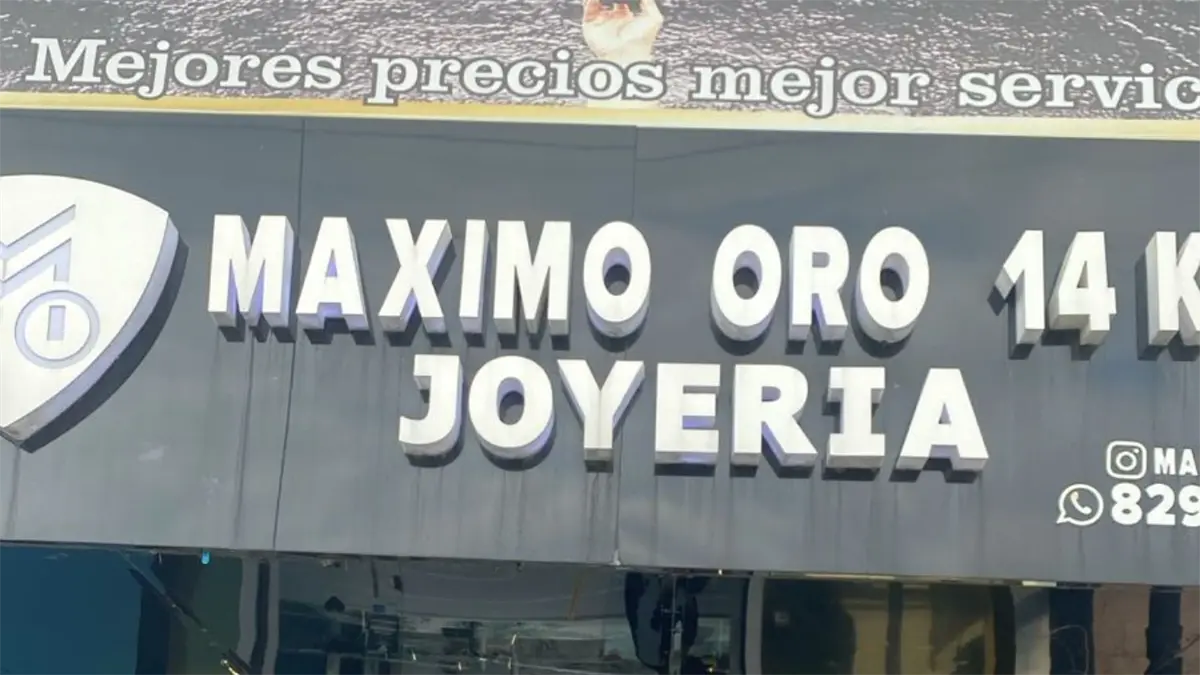 Mejores precios mejor servic
MAXIMO ORO 14 K
JOYERIA
MA
829